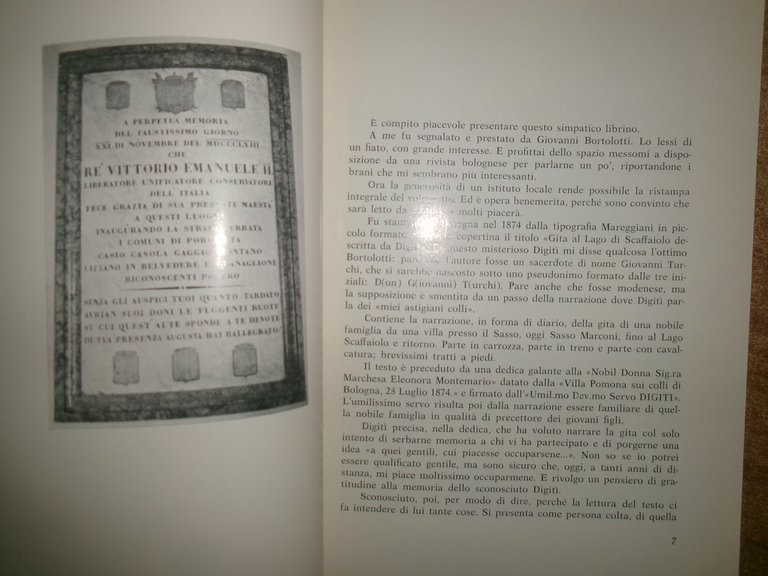 A PERPETUA MEMORIA
DEL FAUSTISSIMO GIORNO
XXI DI NOVEMBRE DEL MDCCCLXIII
CHE
RE' VITTORIO EMANUELE II.
LIBERATORE UNIFICATORE CONSERVATORE
DELL'ITALIA
FECE GRAZIA DI SUA MAESTA
A QUESTI LUOGHI
INAUGURANDO LA STRADA
I COMUNI DI
CASIO CASOLA GAGGIO
LIZZANO IN BELVEDERE E
RICONOSCENTI
SENZA GLI AUSPICI TUOI QUANTO TARDATO
AVRIAN SUOI DONI LE FUGGENTI RUOTE
SU CUI QUEST'ALTE SPONDE A TE DEVOTE
DI TUA PRESENZA AUGUSTA HAI RALLEGRATO
E cómpito piacevole presentare questo simpatico librino.
A me fu segnalato e prestato da Giovanni Bortolotti. Lo lessi di
un fiato, con grande interesse. E profittai dello spazio messomi a dispo-
sizione da una rivista bolognese per parlarne un po', riportandone i
brani che mi sembrano più interessanti.
Ora la generosità di un istituto locale rende possibile la ristampa
integrale del. Ed è opera benemerita, perché sono convinto che
sarà letto da molti piacerà.
Fu nel 1874 dalla tipografia Mareggiani in pic-
colo formato. copertina il titolo «Gita al Lago di Scaffaiolo de-
scritta da questo misterioso Digitì mi disse qualcosa l'ottimo
Bortolotti: l'autore fosse un sacerdote di nome Giovanni Tur-
chi, che si sarebbe nascosto sotto uno pseudonimo formato dalle tre ini-
ziali: D(on) G(iovanni) T(urchi). Pare anche che fosse modenese, ma
la supposizione è smentita da un passo della narrazione dove Digitì par-
la dei «miei astigiani colli».
Contiene la narrazione, in forma di diario, della gita di una nobile
famiglia da una villa presso il Sasso, oggi Sasso Marconi, fino al Lago
Scaffaiolo e ritorno. Parte in carrozza, parte in treno e parte con caval-
catura; brevissimi tratti a piedi.
Il testo è preceduto da una dedica galante alla «Nobil Donna Sig.ra
Marchesa Eleonora Montemario» datato dalla «Villa Pomona sui colli di
Bologna, 23 Luglio 1874.» e firmato dall'«Umil.mo Dev.mo Servo DIGITI».
L'umilissimo servo risulta poi dalla narrazione essere familiare di quel-
la nobile famiglia in qualità di precettore dei giovani figli.
Digitì precisa, nella dedica, che ha voluto narrare la gita col solo
intento di serbarne memoria a chi vi ha partecipato e di porgerne una
idea «a quei gentili, cui piacesse occuparsene...». Non so se io potrei
essere qualificato gentile, ma sono sicuro che, oggi, a tanti anni di di-
stanza, mi piace moltissimo occuparmene. E rivolgo un pensiero di gra-
titudine alla memoria dello sconosciuto Digitì.
Sconosciuto, poi, per modo di dire, perché la lettura del testo ci
fa intendere di lui tante cose. Si presenta come persona colta, di quella
7